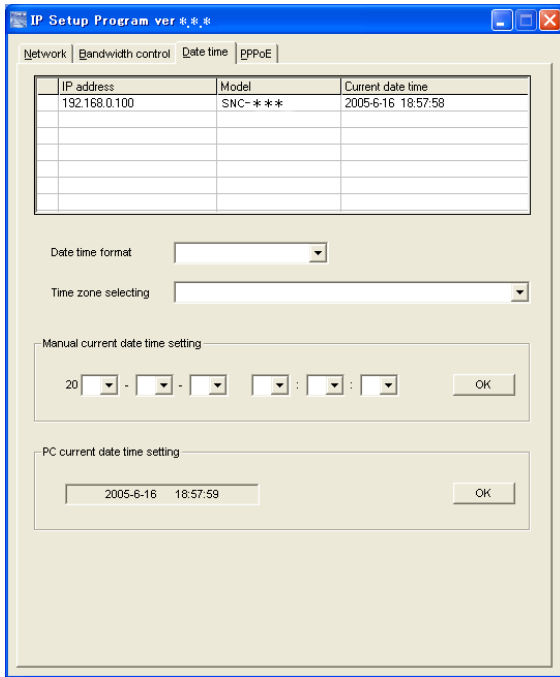 IP Setup Program ver *.*.*
Network Bandwidth control Date time PPPoE
IP address Model Current date time
192.168.0.100 SNC-*** 2005-6-16 18:57:58
Date time format
Time zone selecting
Manual current date time setting
20 - - : : OK
PC current date time setting
2005-6-16 18:57:59 OK